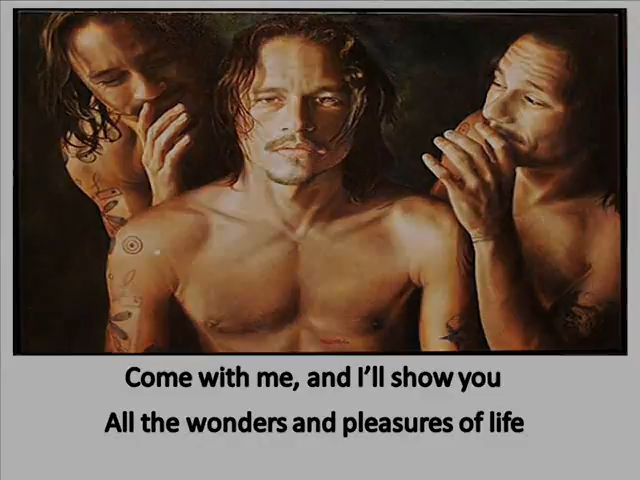 Come with me, and I'll show you
All the wonders and pleasures of life